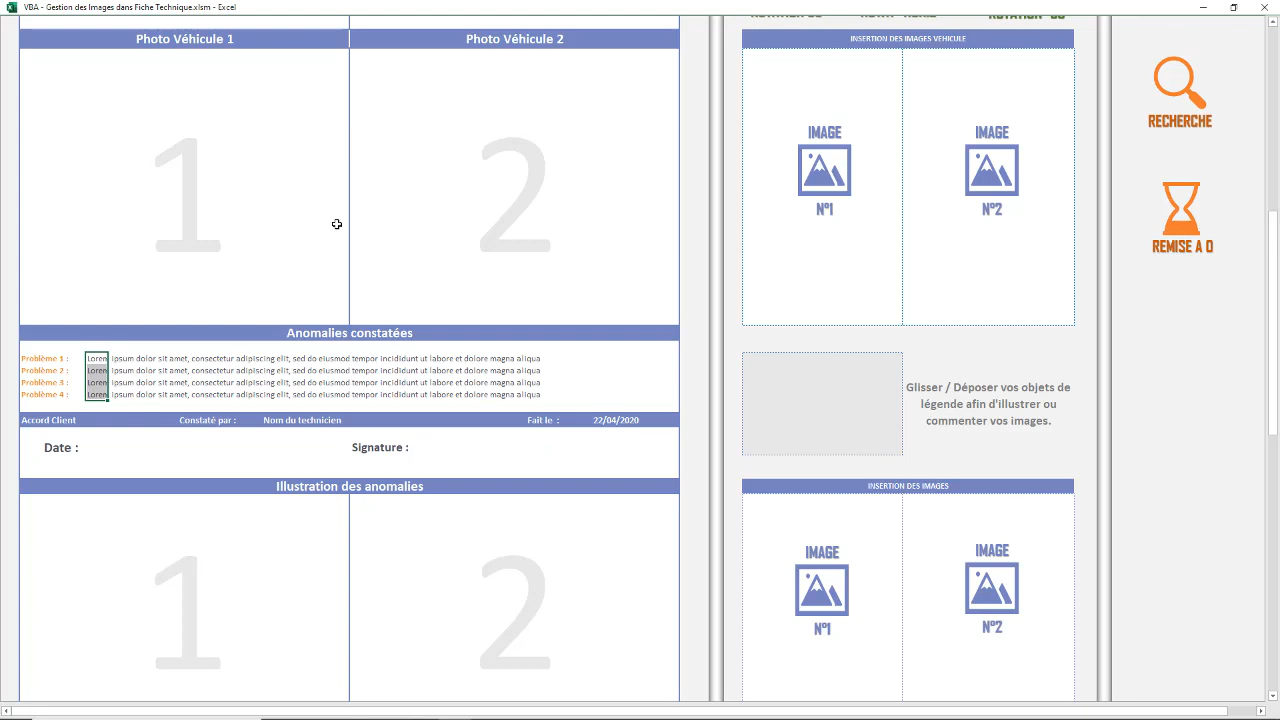 VBA - Gestion des Images dans Fiche Technique.xlsm - Excel
Photo Véhicule 1
Photo Véhicule 2
1
2
Anomalies constatées
Problème 1 : Lorem ipsum dolor sit amet, consectetur adipiscing elit, sed do eiusmod tempor incididunt ut labore et dolore magna aliqua
Problème 2 : Lorem ipsum dolor sit amet, consectetur adipiscing elit, sed do eiusmod tempor incididunt ut labore et dolore magna aliqua
Problème 3 : Lorem ipsum dolor sit amet, consectetur adipiscing elit, sed do eiusmod tempor incididunt ut labore et dolore magna aliqua
Problème 4 : Lorem ipsum dolor sit amet, consectetur adipiscing elit, sed do eiusmod tempor incididunt ut labore et dolore magna aliqua
Accord Client Constaté par : Nom du technicien Fait le : 22/04/2020
Date : Signature :
Illustration des anomalies
1
2
INSERTION DES IMAGES VEHICULE
IMAGE
N°1
IMAGE
N°2
Glisser / Déposer vos objets de
légende afin d'illustrer ou
commenter vos images.
INSERTION DES IMAGES
IMAGE
N°1
IMAGE
N°2
RECHERCHE
REMISE A 0